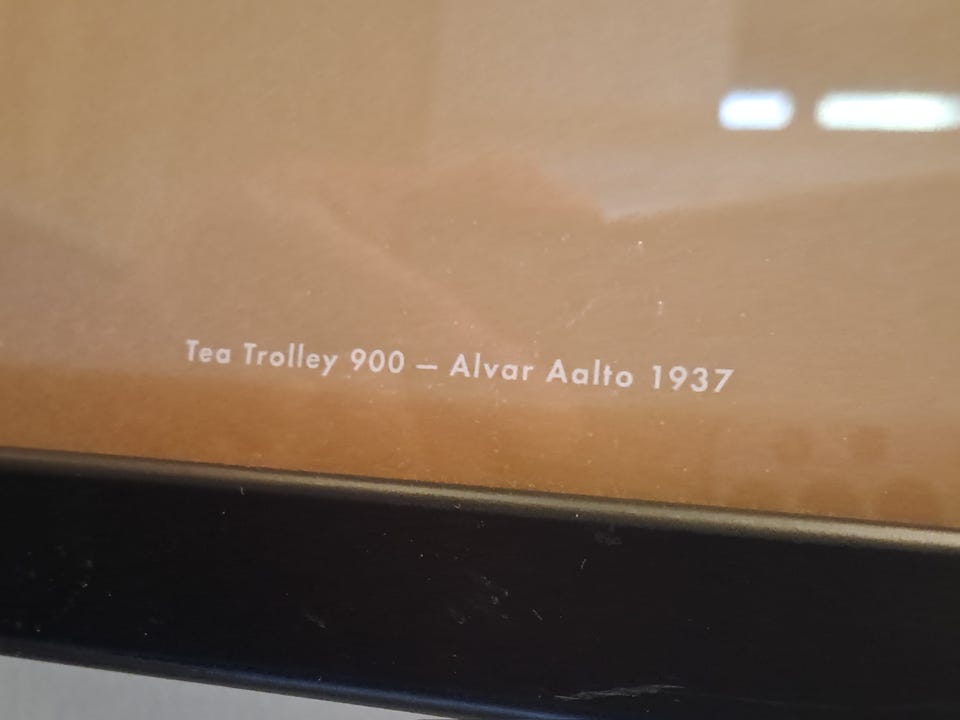 Tea Trolley 900 – Alvar Aalto 1937